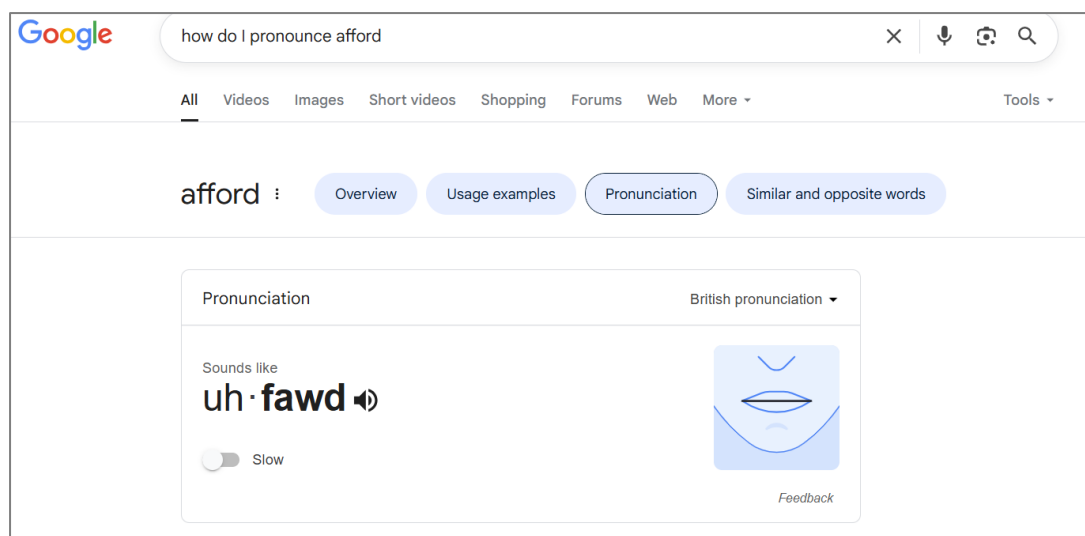 Google how do I pronounce afford
All Videos Images Short videos Shopping Forums Web More Tools
afford Overview Usage examples Pronunciation Similar and opposite words
Pronunciation British pronunciation
Sounds like
uh·fawd
Slow
Feedback